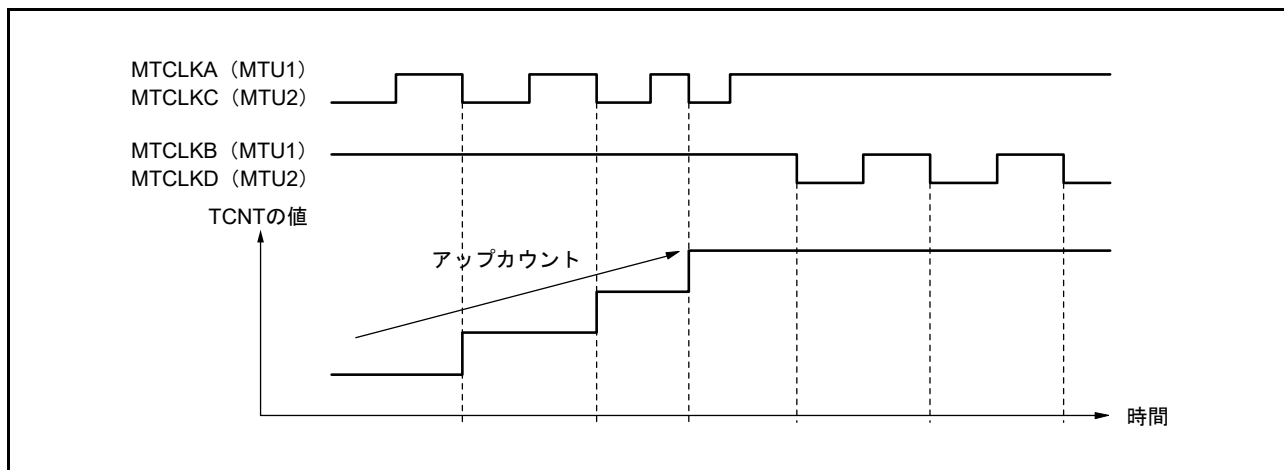 MTCLKA（MTU1）
MTCLKC（MTU2）
MTCLKB（MTU1）
MTCLKD（MTU2）
TCNTの値
アップカウント
時間